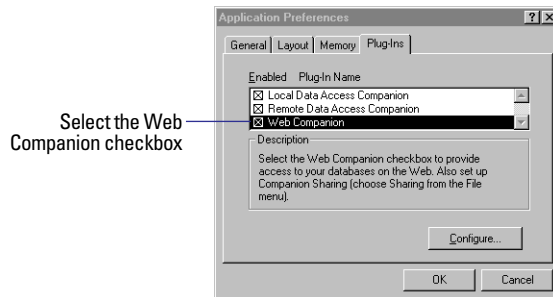 Application Preferences
General Layout Memory Plug-Ins
Enabled Plug-In Name
Local Data Access Companion
Remote Data Access Companion
Web Companion
Select the Web
Companion checkbox
Description
Select the Web Companion checkbox to provide
access to your databases on the Web. Also set up
Companion Sharing (choose Sharing from the File
menu).
Configure...
OK Cancel